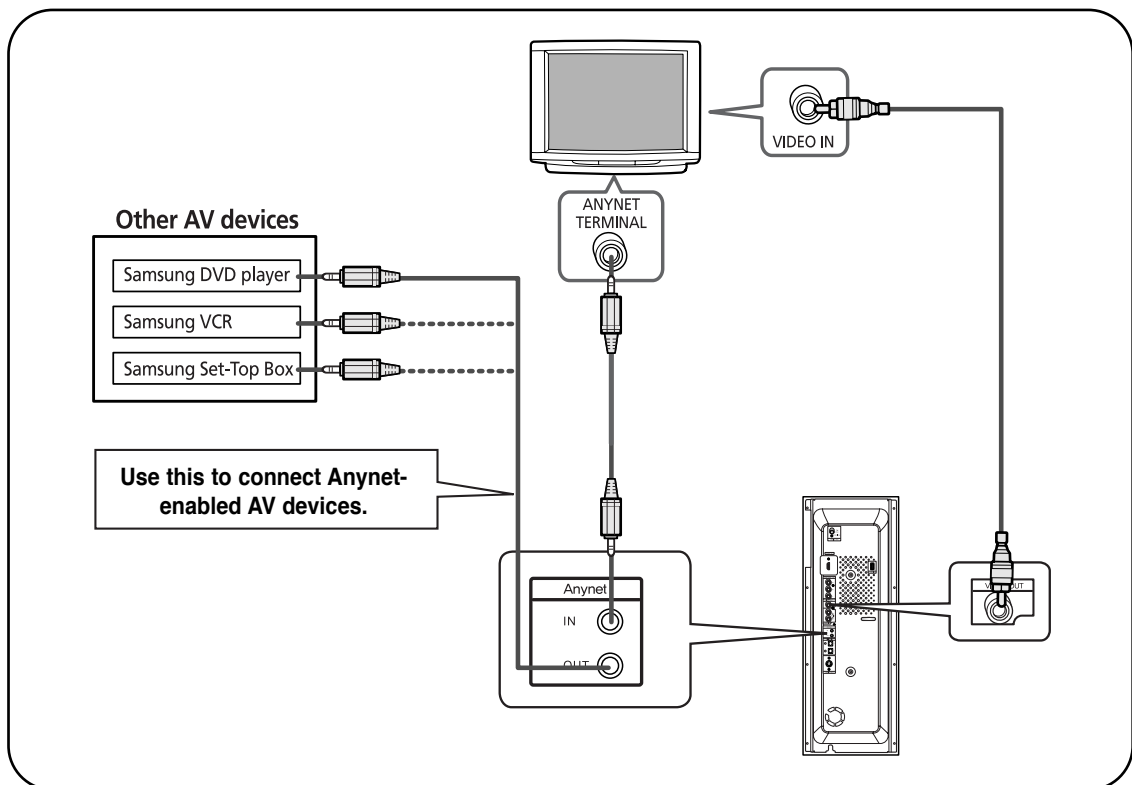 VIDEO IN
ANYNET
TERMINAL
Other AV devices
Samsung DVD player
Samsung VCR
Samsung Set-Top Box
Use this to connect Anynet-
enabled AV devices.
Anynet
IN
OUT